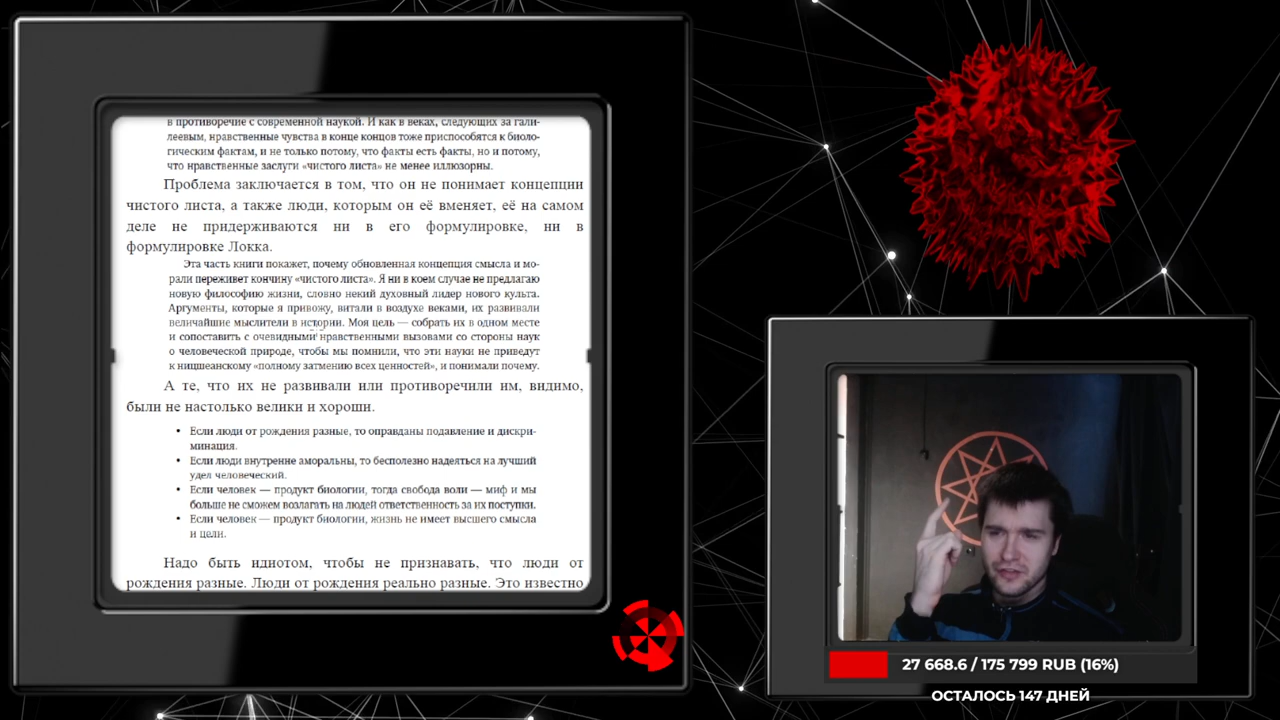 в противоречие с современной наукой. И как в веках, следующих за гали-
леевым, нравственные чувства в конце концов тоже приспособятся к биоло-
гическим фактам, и не только потому, что факты есть факты, но и потому,
что нравственные заслуги «чистого листа» не менее иллюзорны.
Проблема заключается в том, что он не понимает концепции
чистого листа, а также люди, которым он её вменяет, её на самом
деле не придерживаются ни в его формулировке, ни в
формулировке Локка.
Эта часть книги покажет, почему обновленная концепция смысла и мо-
рали переживет кончину «чистого листа». Я ни в коем случае не предлагаю
новую философию жизни, словно некий духовный лидер нового культа.
Аргументы, которые я привожу, витали в воздухе веками, их развивали
величайшие мыслители в истории. Моя цель — собрать их в одном месте
и сопоставить с очевидными нравственными вызовами со стороны наук
о человеческой природе, чтобы мы помнили, что эти науки не приведут
к ницшеанскому «полному затмению всех ценностей», и понимали почему.
А те, что их не развивали или противоречили им, видимо,
были не настолько велики и хороши.
• Если люди от рождения разные, то оправданы подавление и дискри-
минация.
• Если люди внутренне аморальны, то бесполезно надеяться на лучший
удел человеческий.
• Если человек — продукт биологии, тогда свобода воли — миф и мы
больше не сможем возлагать на людей ответственность за их поступки.
• Если человек — продукт биологии, жизнь не имеет высшего смысла
и цели.
Надо быть идиотом, чтобы не признавать, что люди от
рождения разные. Люди от рождения реально разные. Это известно
27 668.6 / 175 799 RUB (16%)
ОСТАЛОСЬ 147 ДНЕЙ